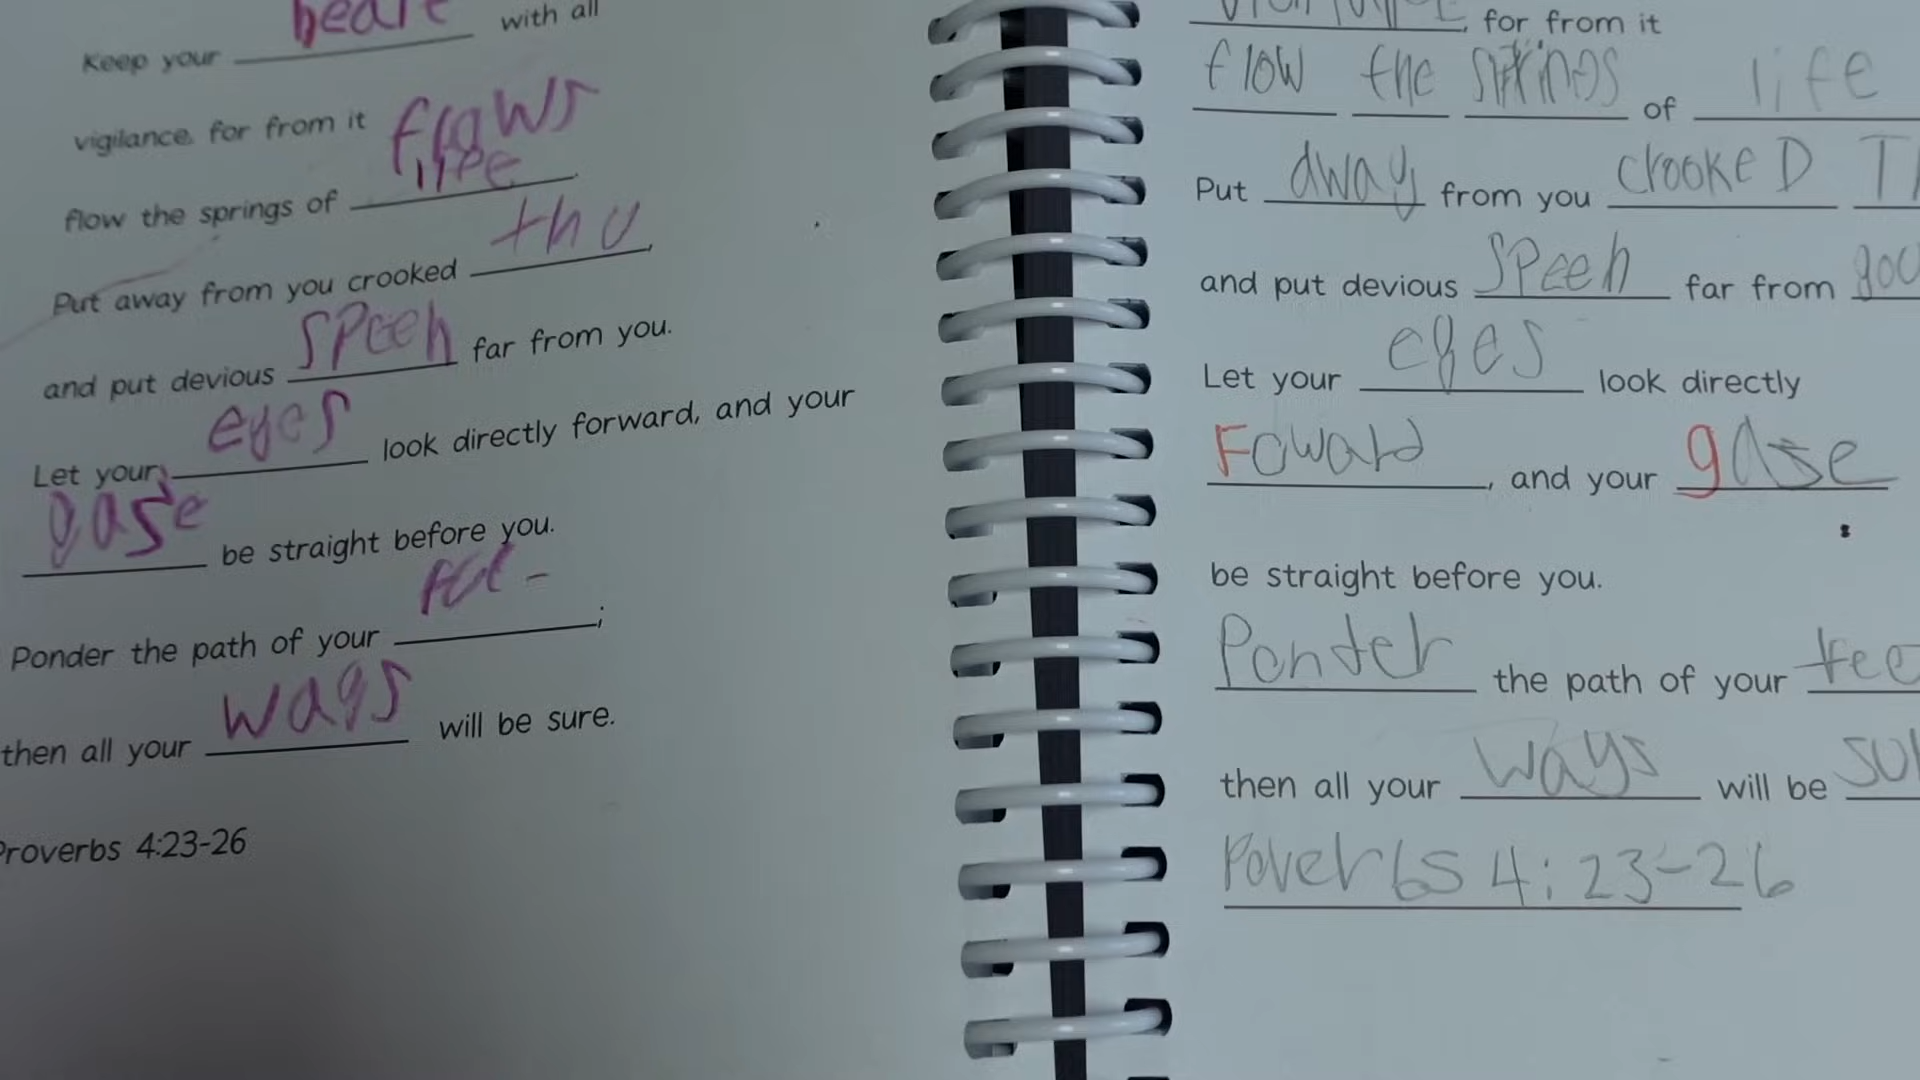 Keep your heart with all
vigilance, for from it flows
flow the springs of life
Put away from you crooked tho
and put devious speeh far from you.
Let your eyes look directly forward, and your
gase be straight before you.
Ponder the path of your
then all your ways will be sure.
Proverbs 4:23-26
for from it
flow the springs of life
Put away from you crookeD
and put devious speeh far from
Let your eyes look directly
Foward, and your gase
be straight before you.
Ponder the path of your
then all your ways will be
Poverbs 4:23-26